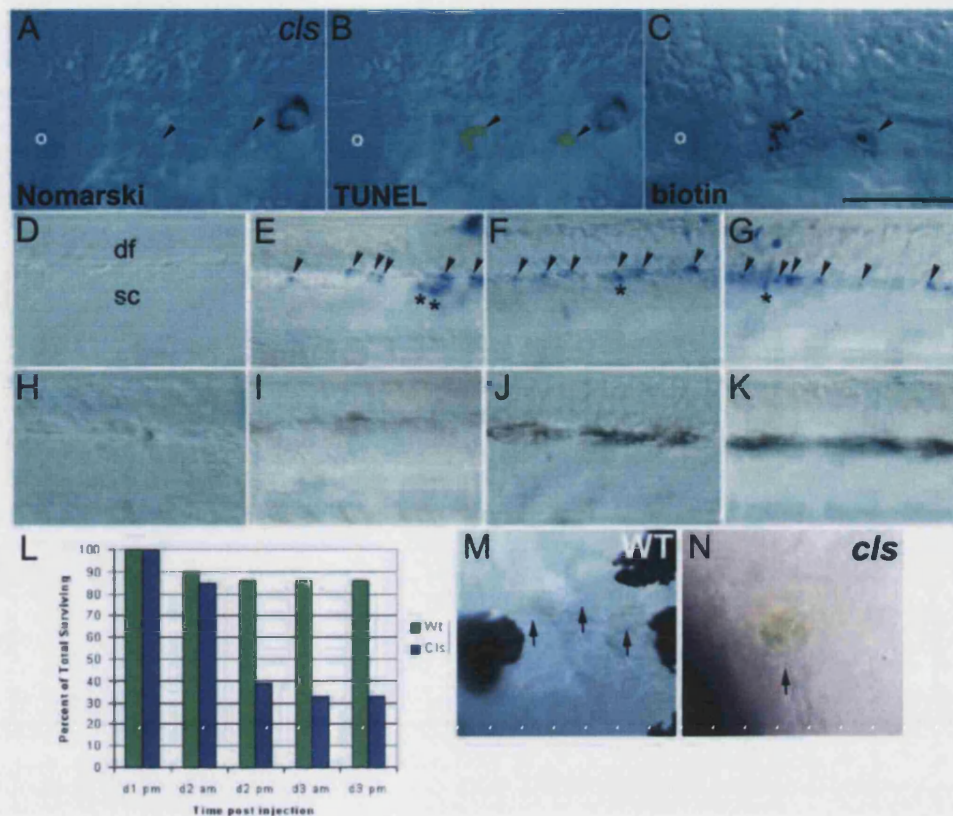 A cls B C
o o o
Nomarski TUNEL biotin
D E F G
df
sc
* * * *
H I J K
L M WT N cls
100
90
80
70
60
50
40
30
20
10
0
Percent of Total Surviving
Wt
Cls
d1 pm d2 am d2 pm d3 am d3 pm
Time post injection